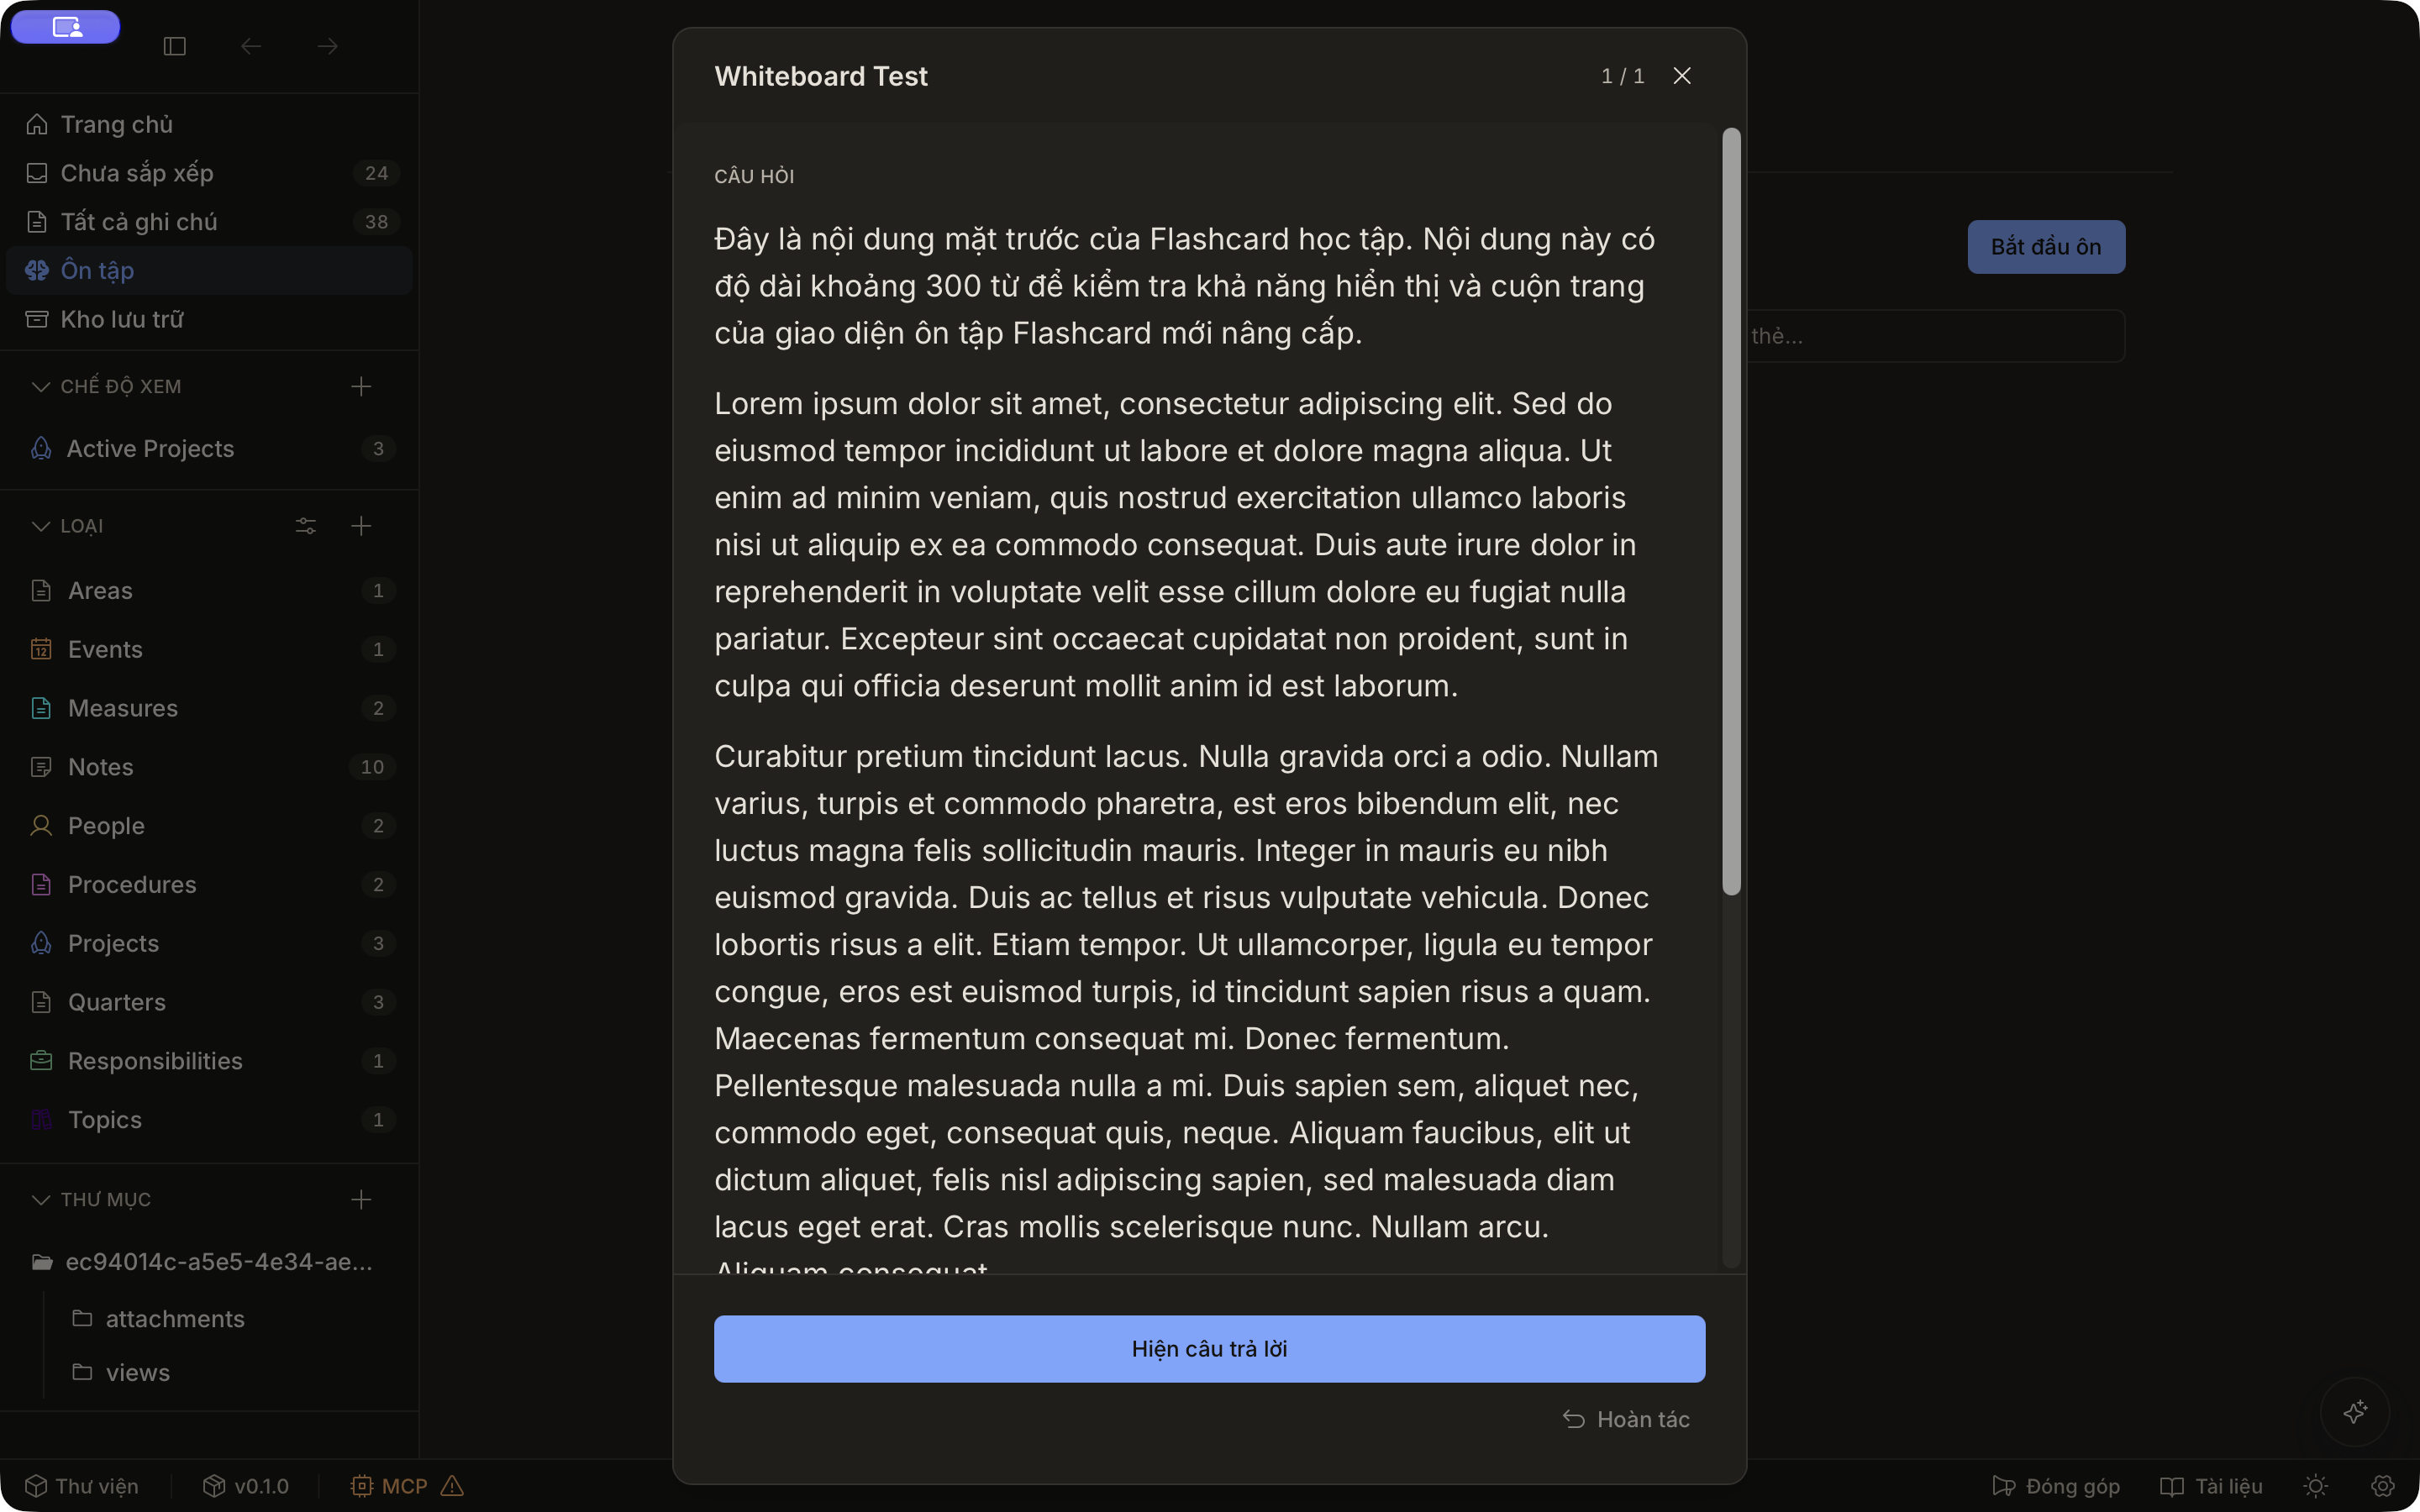 Trang chủ
Chưa sắp xếp 24
Tất cả ghi chú 38
Ôn tập
Kho lưu trữ
CHẾ ĐỘ XEM
Active Projects 3
LOẠI
Areas 1
Events 1
Measures 2
Notes 10
People 2
Procedures 2
Projects 3
Quarters 3
Responsibilities 1
Topics 1
THƯ MỤC
ec94014c-a5e5-4e34-ae...
attachments
views
Whiteboard Test
1 / 1
CÂU HỎI
Đây là nội dung mặt trước của Flashcard học tập. Nội dung này có
độ dài khoảng 300 từ để kiểm tra khả năng hiển thị và cuộn trang
của giao diện ôn tập Flashcard mới nâng cấp.
Lorem ipsum dolor sit amet, consectetur adipiscing elit. Sed do
eiusmod tempor incididunt ut labore et dolore magna aliqua. Ut
enim ad minim veniam, quis nostrud exercitation ullamco laboris
nisi ut aliquip ex ea commodo consequat. Duis aute irure dolor in
reprehenderit in voluptate velit esse cillum dolore eu fugiat nulla
pariatur. Excepteur sint occaecat cupidatat non proident, sunt in
culpa qui officia deserunt mollit anim id est laborum.
Curabitur pretium tincidunt lacus. Nulla gravida orci a odio. Nullam
varius, turpis et commodo pharetra, est eros bibendum elit, nec
luctus magna felis sollicitudin mauris. Integer in mauris eu nibh
euismod gravida. Duis ac tellus et risus vulputate vehicula. Donec
lobortis risus a elit. Etiam tempor. Ut ullamcorper, ligula eu tempor
congue, eros est euismod turpis, id tincidunt sapien risus a quam.
Maecenas fermentum consequat mi. Donec fermentum.
Pellentesque malesuada nulla a mi. Duis sapien sem, aliquet nec,
commodo eget, consequat quis, neque. Aliquam faucibus, elit ut
dictum aliquet, felis nisl adipiscing sapien, sed malesuada diam
lacus eget erat. Cras mollis scelerisque nunc. Nullam arcu.
Aliquam consequat
Hiện câu trả lời
Hoàn tác
Bắt đầu ôn
thẻ...
Thư viện
v0.1.0
MCP
Đóng góp
Tài liệu